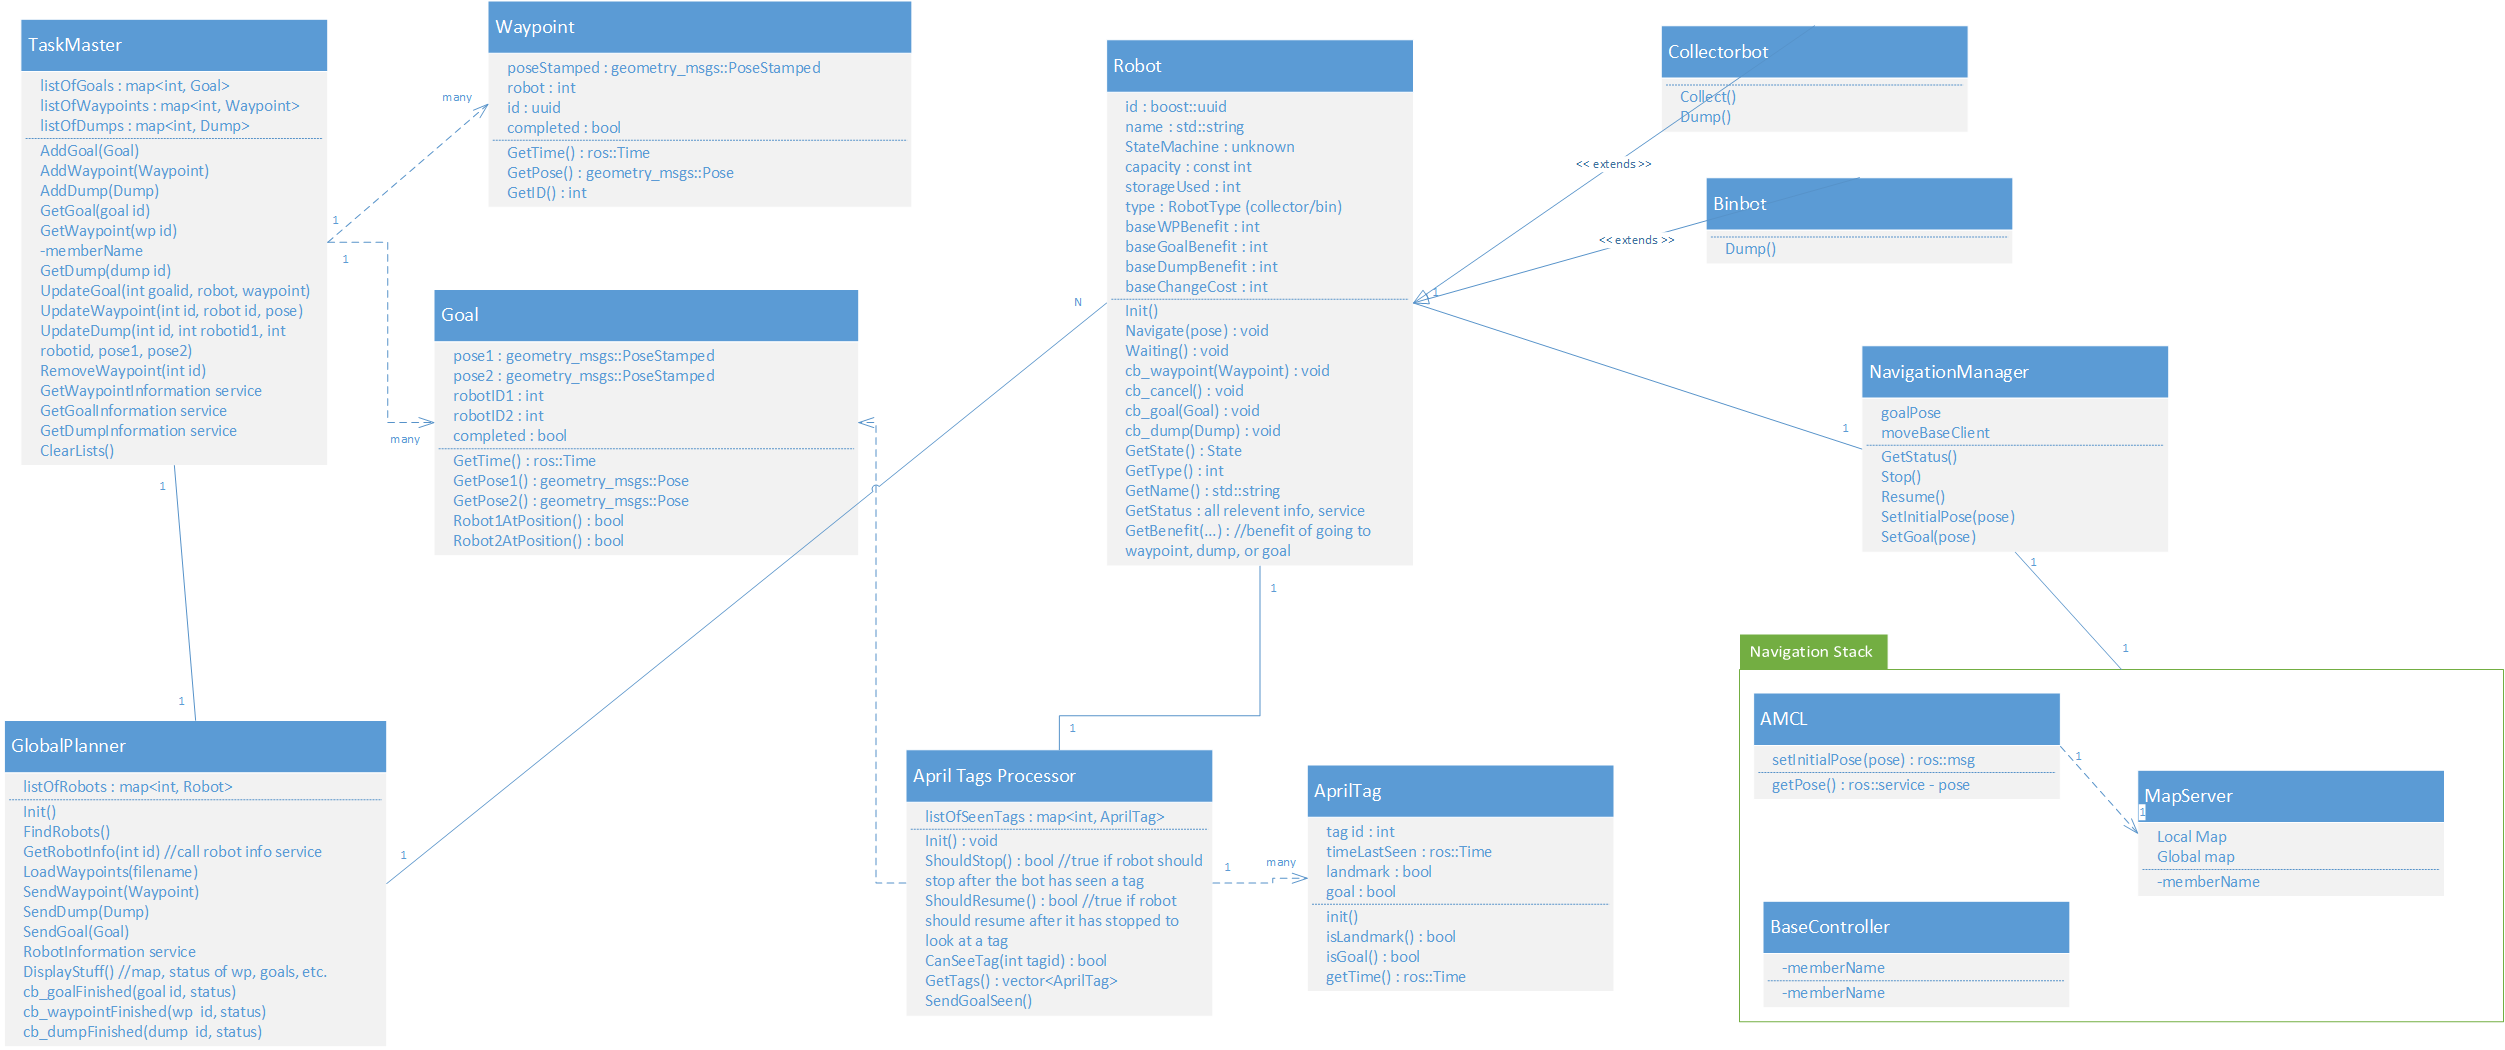 TaskMaster
listOfGoals : map<int, Goal>
listOfWaypoints : map<int, Waypoint>
listOfDumps : map<int, Dump>
AddGoal(Goal)
AddWaypoint(Waypoint)
AddDump(Dump)
GetGoal(goal id)
GetWaypoint(wp id)
-memberName
GetDump(dump id)
UpdateGoal(int goalid, robot, waypoint)
UpdateWaypoint(int id, robot id, pose)
UpdateDump(int id, int robotid1, int
robotid, pose1, pose2)
RemoveWaypoint(int id)
GetWaypointInformation service
GetGoalInformation service
GetDumpInformation service
ClearLists()
many
1
1
many
1
1
Waypoint
poseStamped : geometry_msgs::PoseStamped
robot : int
id : uuid
completed : bool
GetTime() : ros::Time
GetPose() : geometry_msgs::Pose
GetID() : int
Goal
pose1 : geometry_msgs::PoseStamped
pose2 : geometry_msgs::PoseStamped
robotID1 : int
robotID2 : int
completed : bool
GetTime() : ros::Time
GetPose1() : geometry_msgs::Pose
GetPose2() : geometry_msgs::Pose
Robot1AtPosition() : bool
Robot2AtPosition() : bool
GlobalPlanner
listOfRobots : map<int, Robot>
Init()
FindRobots()
GetRobotInfo(int id) //call robot info service
LoadWaypoints(filename)
SendWaypoint(Waypoint)
SendDump(Dump)
SendGoal(Goal)
RobotInformation service
DisplayStuff() //map, status of wp, goals, etc.
cb_goalFinished(goal id, status)
cb_waypointFinished(wp  id, status)
cb_dumpFinished(dump  id, status)
1
N
Robot
id : boost::uuid
name : std::string
StateMachine : unknown
capacity : const int
storageUsed : int
type : RobotType (collector/bin)
baseWPBenefit : int
baseGoalBenefit : int
baseDumpBenefit : int
baseChangeCost : int
Init()
Navigate(pose) : void
Waiting() : void
cb_waypoint(Waypoint) : void
cb_cancel() : void
cb_goal(Goal) : void
cb_dump(Dump) : void
GetState() : State
GetType() : int
GetName() : std::string
GetStatus : all relevent info, service
GetBenefit(...) : //benefit of going to
waypoint, dump, or goal
1
1
April Tags Processor
listOfSeenTags : map<int, AprilTag>
Init() : void
ShouldStop() : bool //true if robot should
stop after the bot has seen a tag
ShouldResume() : bool //true if robot
should resume after it has stopped to
look at a tag
CanSeeTag(int tagid) : bool
GetTags() : vector<AprilTag>
SendGoalSeen()
1
many
AprilTag
tag id : int
timeLastSeen : ros::Time
landmark : bool
goal : bool
init()
isLandmark() : bool
isGoal() : bool
getTime() : ros::Time
Collectorbot
Collect()
Dump()
<< extends >>
Binbot
Dump()
<< extends >>
1
1
NavigationManager
goalPose
moveBaseClient
GetStatus()
Stop()
Resume()
SetInitialPose(pose)
SetGoal(pose)
1
1
Navigation Stack
AMCL
setInitialPose(pose) : ros::msg
getPose() : ros::service - pose
1
1
MapServer
Local Map
Global map
-memberName
BaseController
-memberName
-memberName